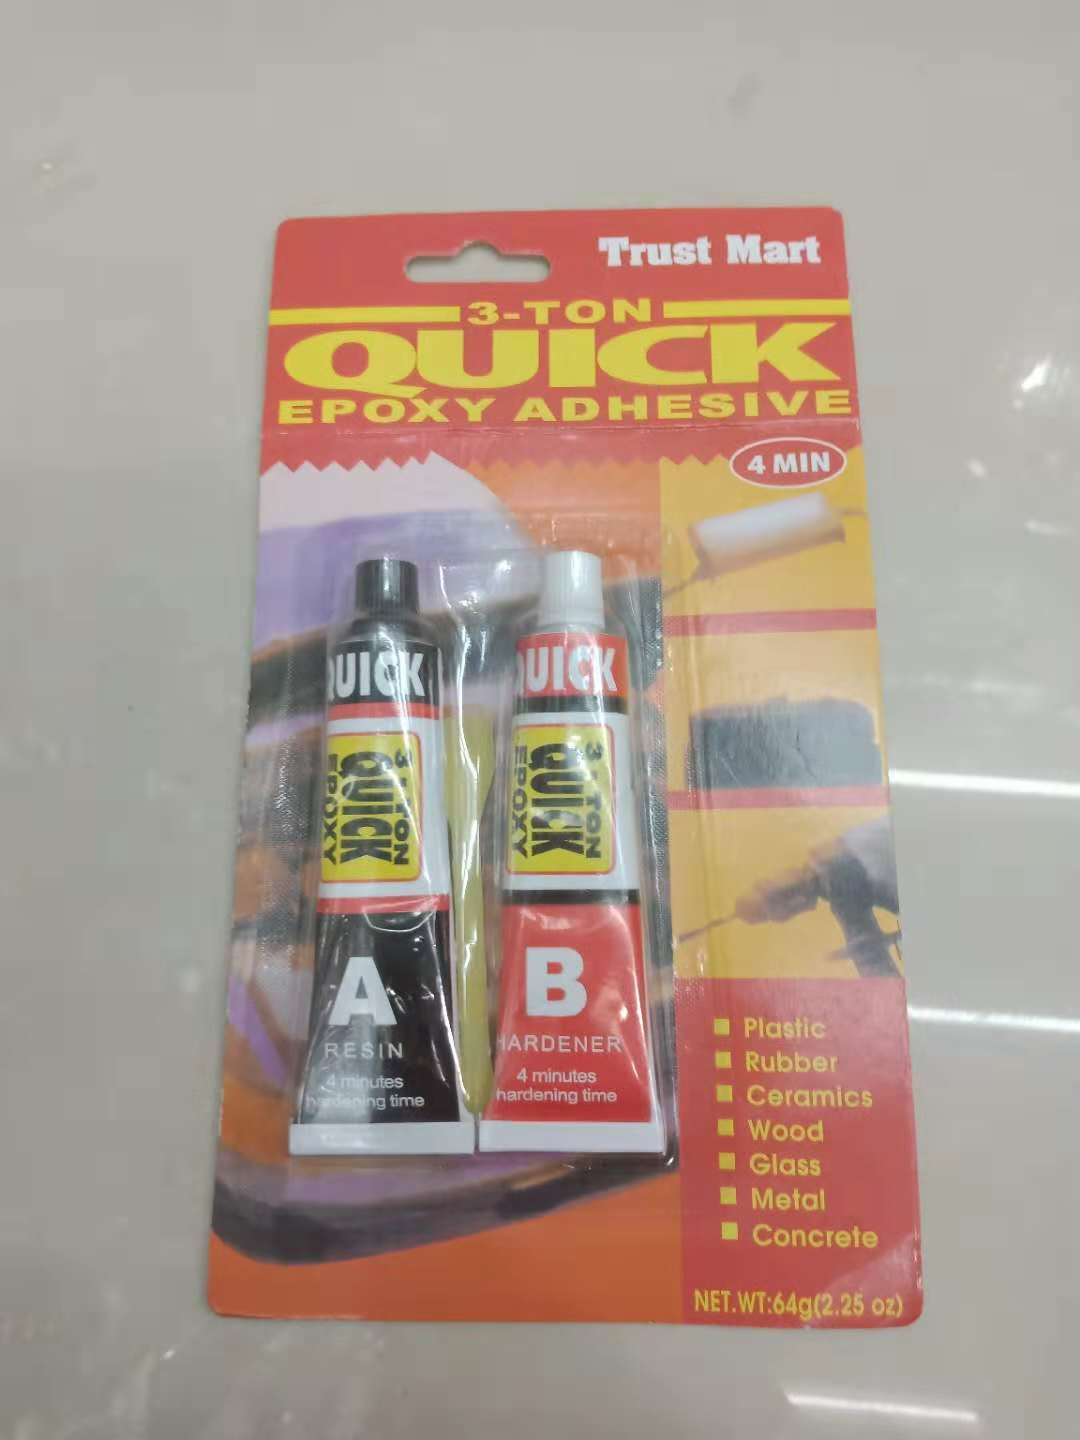 Trust Mart
3-TON
QUICK
EPOXY ADHESIVE
4 MIN
QUICK
3-TON
QUICK
EPOXY
A
RESIN
4 minutes
hardening time
QUICK
3-TON
QUICK
EPOXY
B
HARDENER
4 minutes
hardening time
Plastic
Rubber
Ceramics
Wood
Glass
Metal
Concrete
NET.WT:64g(2.25 oz)